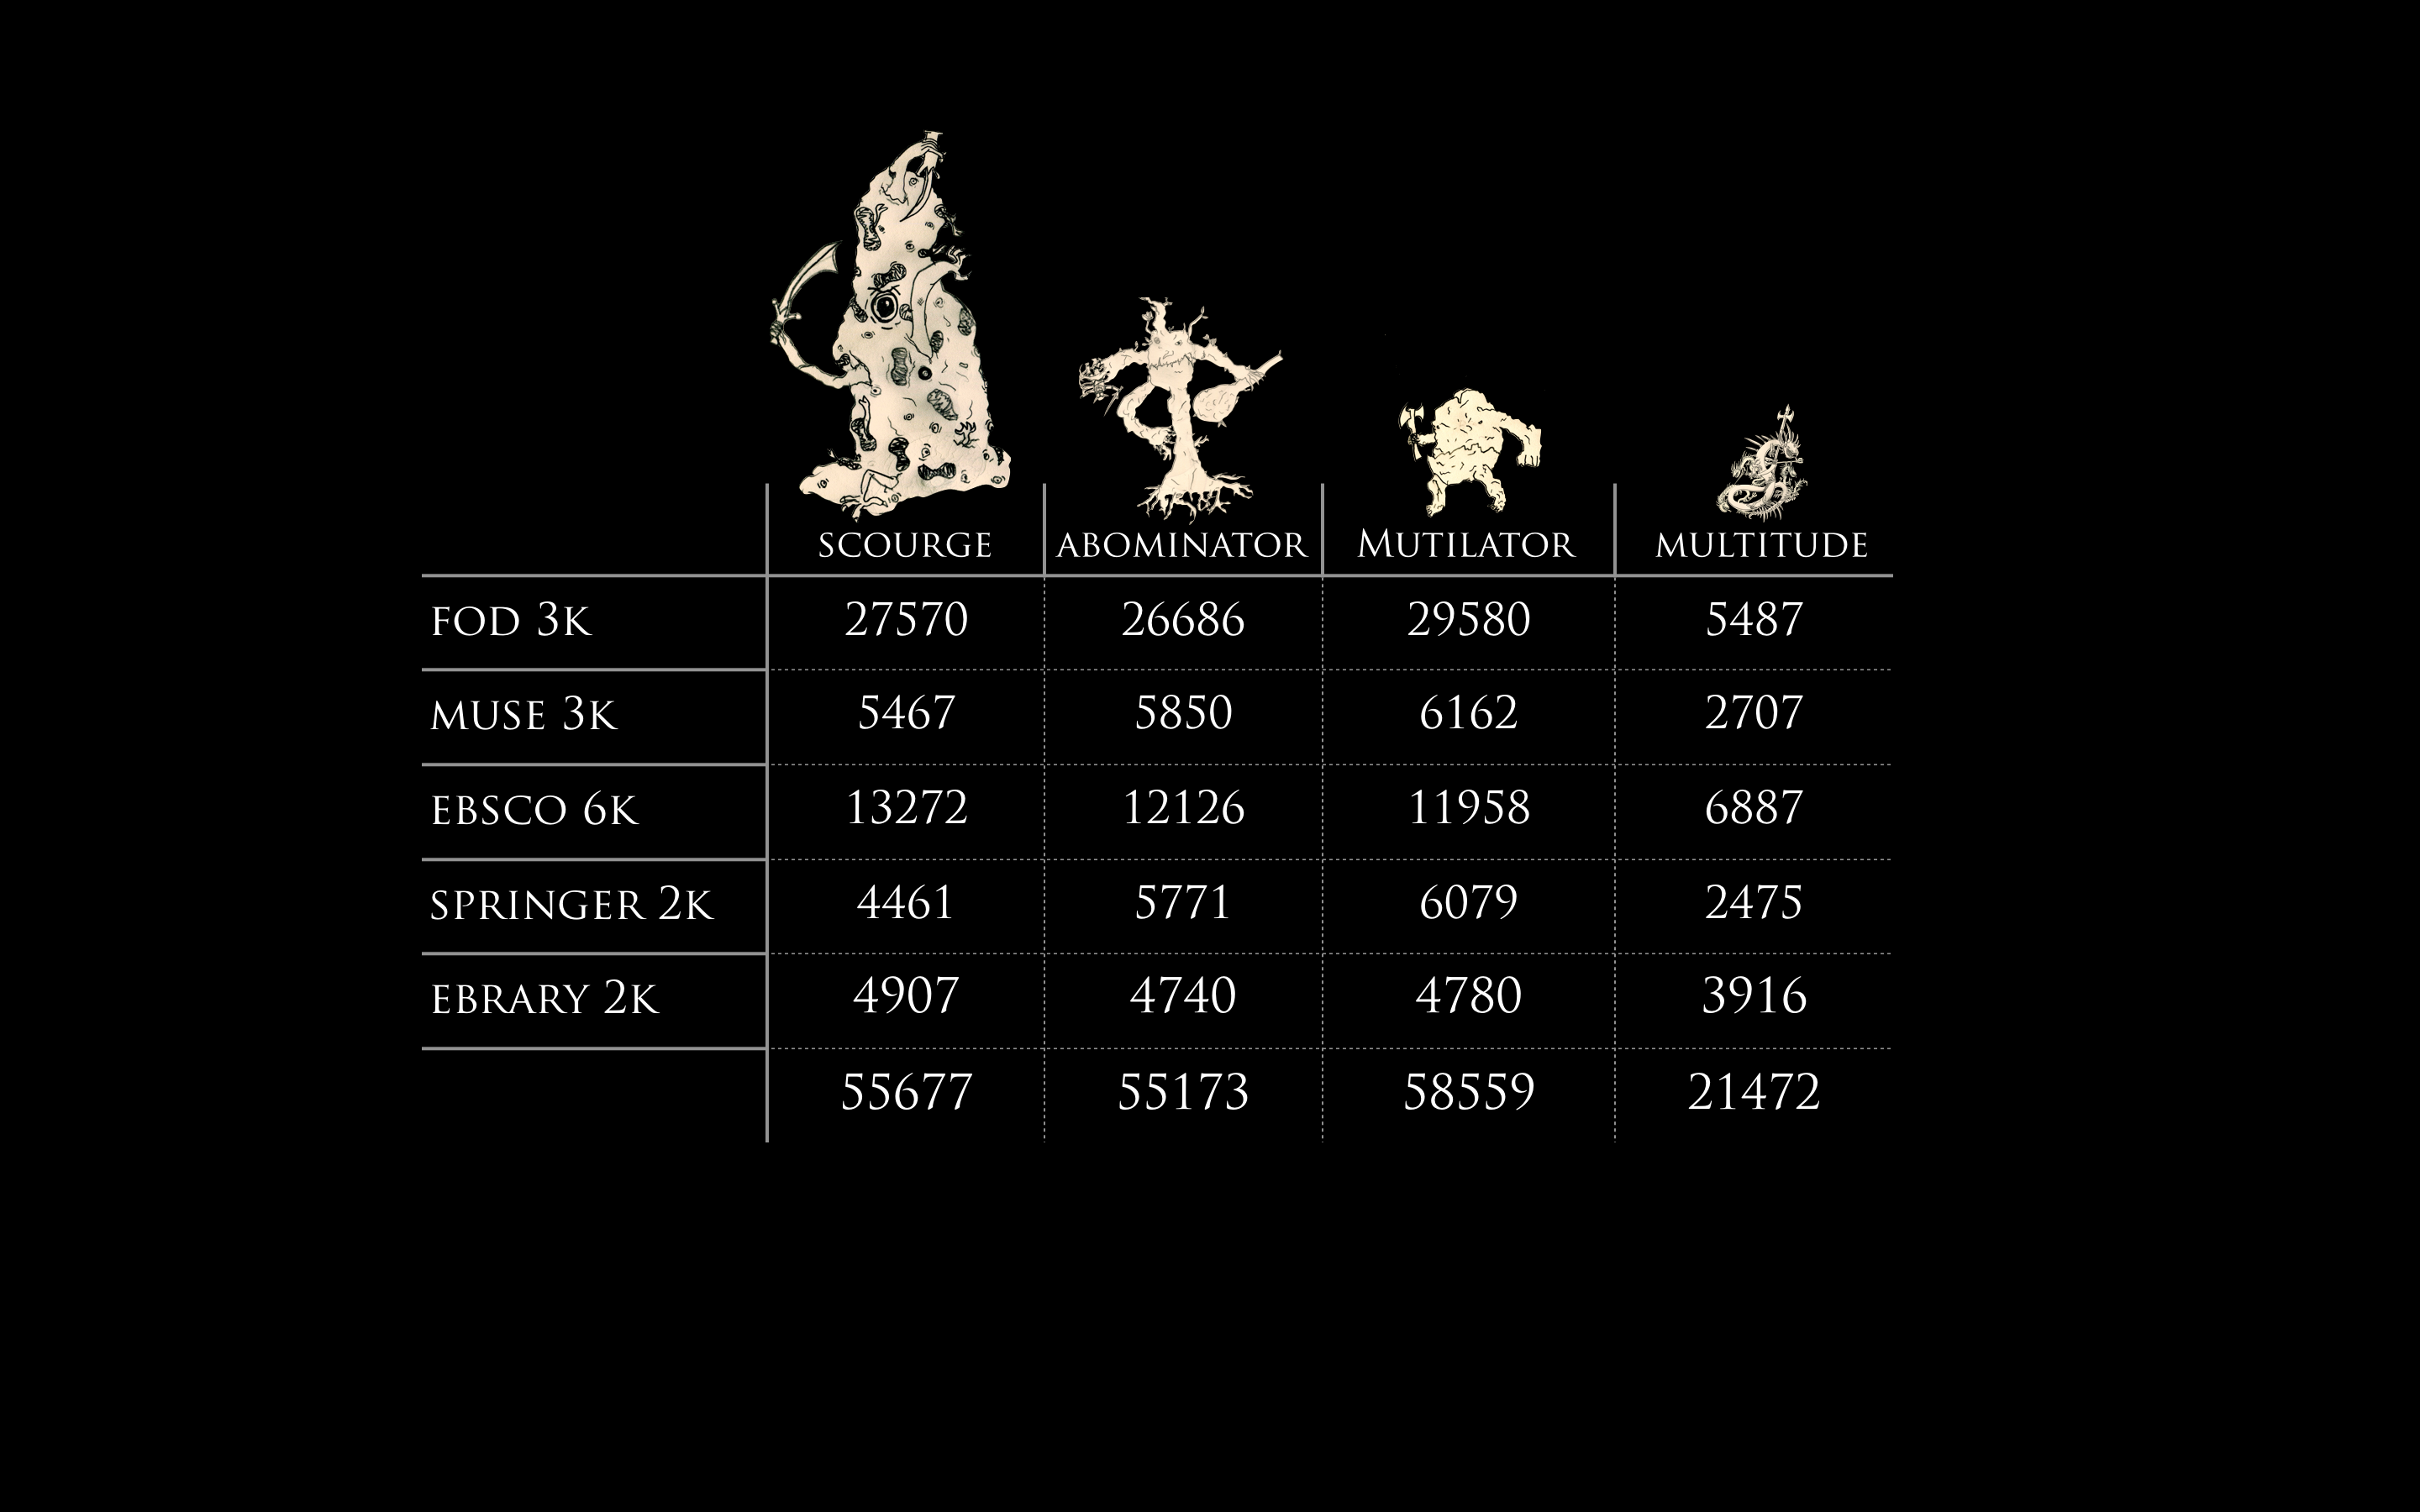 SCOURGE ABOMINATOR MUTILATOR MULTITUDE
FOD 3K 27570 26686 29580 5487
MUSE 3K 5467 5850 6162 2707
EBSCO 6K 13272 12126 11958 6887
SPRINGER 2K 4461 5771 6079 2475
EBRARY 2K 4907 4740 4780 3916
55677 55173 58559 21472